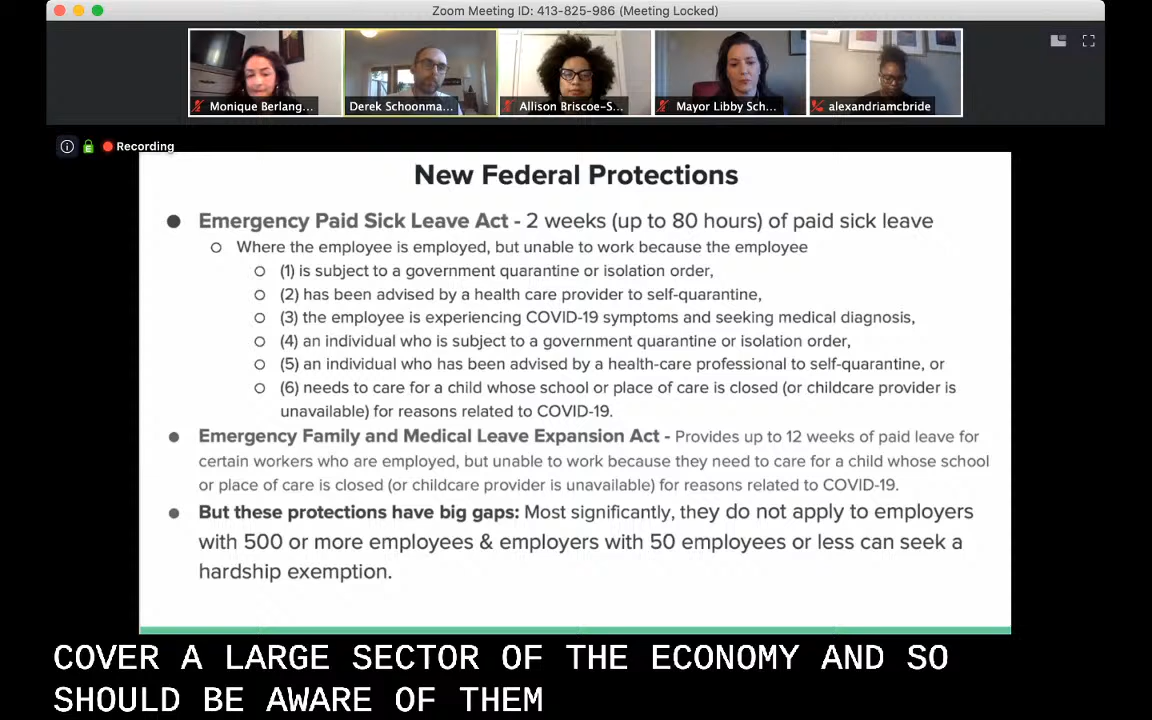 Zoom Meeting ID: 413-825-986 (Meeting Locked)
Monique Berlang...
Derek Schoonma...
Allison Briscoe-S...
Mayor Libby Sch...
alexandriamcbride
Recording
New Federal Protections
Emergency Paid Sick Leave Act - 2 weeks (up to 80 hours) of paid sick leave
Where the employee is employed, but unable to work because the employee
(1) is subject to a government quarantine or isolation order,
(2) has been advised by a health care provider to self-quarantine,
(3) the employee is experiencing COVID-19 symptoms and seeking medical diagnosis,
(4) an individual who is subject to a government quarantine or isolation order,
(5) an individual who has been advised by a health-care professional to self-quarantine, or
(6) needs to care for a child whose school or place of care is closed (or childcare provider is
unavailable) for reasons related to COVID-19.
Emergency Family and Medical Leave Expansion Act - Provides up to 12 weeks of paid leave for
certain workers who are employed, but unable to work because they need to care for a child whose school
or place of care is closed (or childcare provider is unavailable) for reasons related to COVID-19.
But these protections have big gaps: Most significantly, they do not apply to employers
with 500 or more employees & employers with 50 employees or less can seek a
hardship exemption.
COVER A LARGE SECTOR OF THE ECONOMY AND SO
SHOULD BE AWARE OF THEM